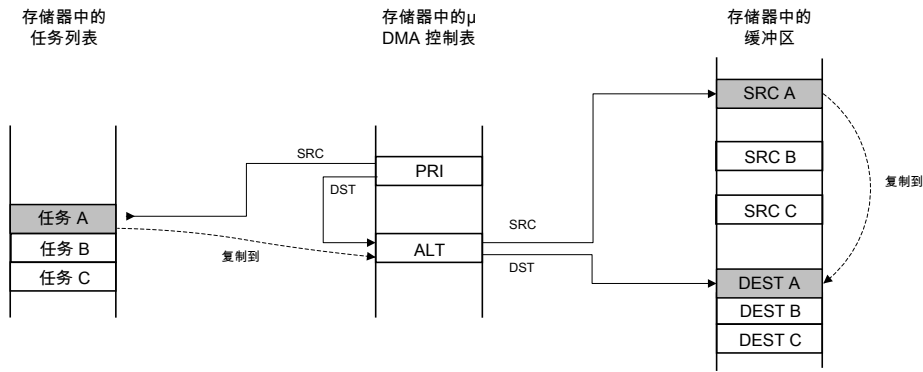 存储器中的
任务列表
存储器中的μ
DMA 控制表
存储器中的
缓冲区
SRC A
SRC
PRI
SRC B
DST
复制到
任务 A
SRC C
SRC
任务 B
复制到
ALT
DST
任务 C
DEST A
DEST B
DEST C